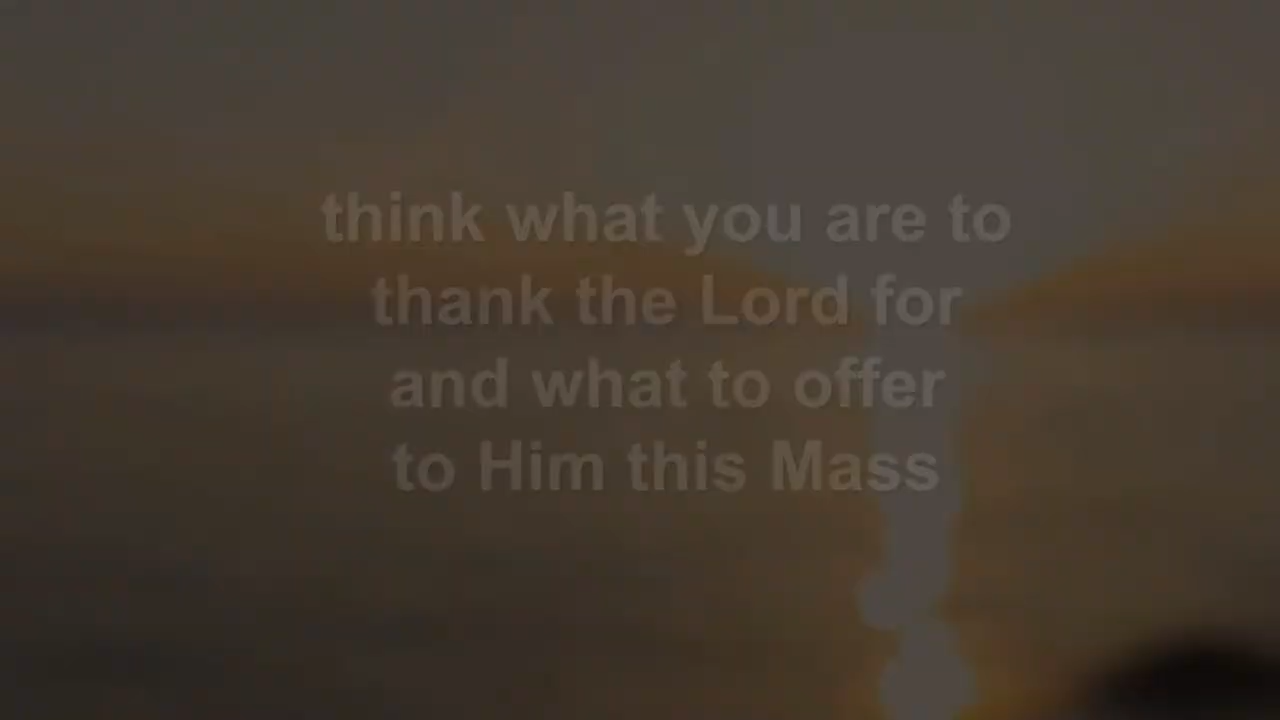 think what you are to
thank the Lord for
and what to offer
to Him this Mass